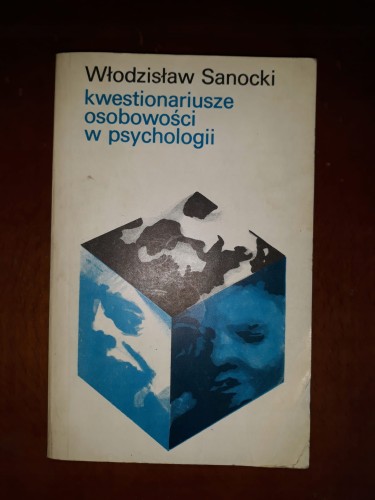 Włodzisław Sanocki
kwestionariusze
osobowości
w psychologii